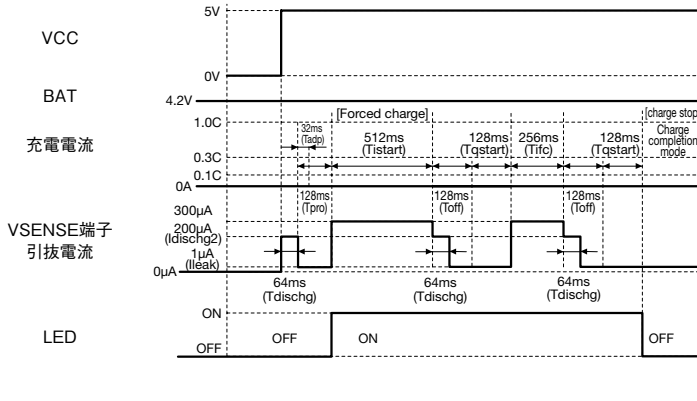 5V
VCC
0V
BAT
4.2V
1.0C
[Forced charge]
[charge stop
32ms
(Tadp)
512ms
(Tistart)
128ms
(Tqstart)
256ms
(Tifc)
128ms
(Tqstart)
Charge
completion
mode
充電電流
0.3C
0.1C
0A
128ms
(Tpro)
128ms
(Toff)
128ms
(Toff)
300µA
200µA
(Idischg2)
VSENSE端子
引抜電流
1µA
(Ileak)
0µA
64ms
(Tdischg)
64ms
(Tdischg)
64ms
(Tdischg)
ON
LED
OFF
ON
OFF
OFF